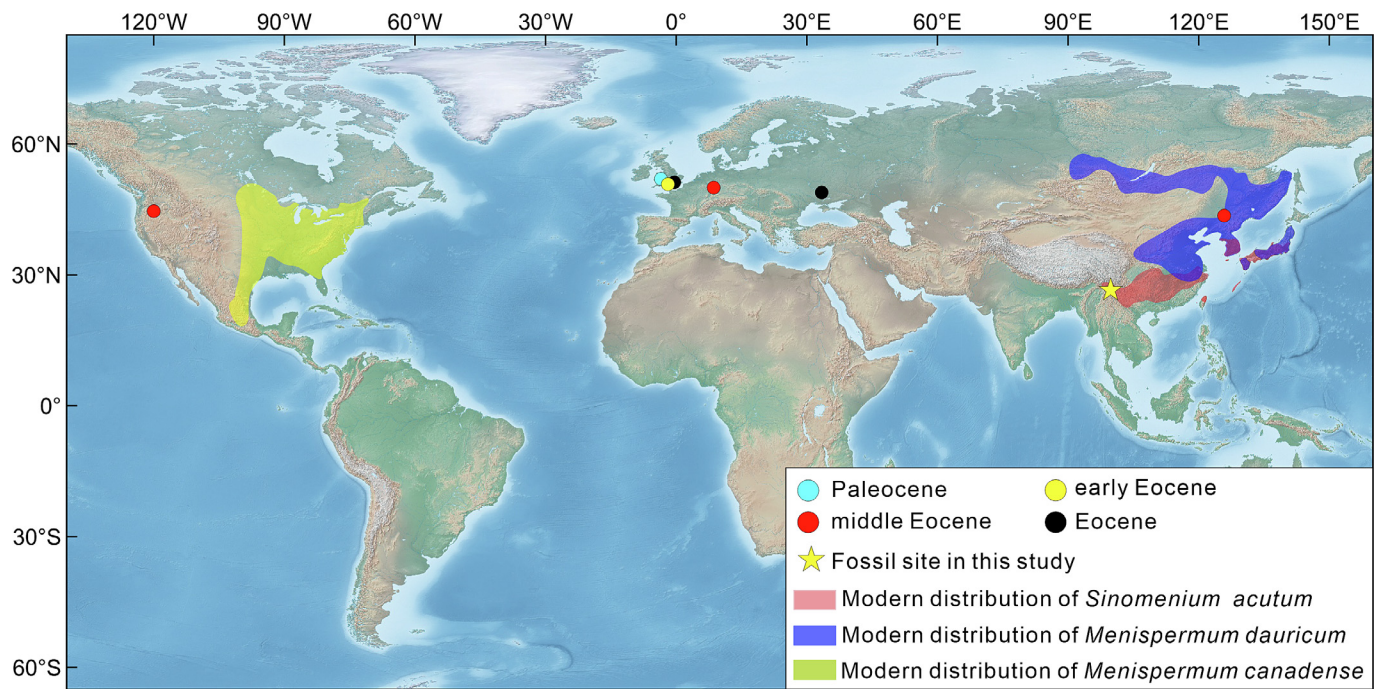 120°W 90°W 60°W 30°W 0° 30°E 60°E 90°E 120°E 150°E
60°N
30°N
0°
30°S
60°S
Paleocene early Eocene
middle Eocene Eocene
Fossil site in this study
Modern distribution of Sinomenium acutum
Modern distribution of Menispermum dauricum
Modern distribution of Menispermum canadense